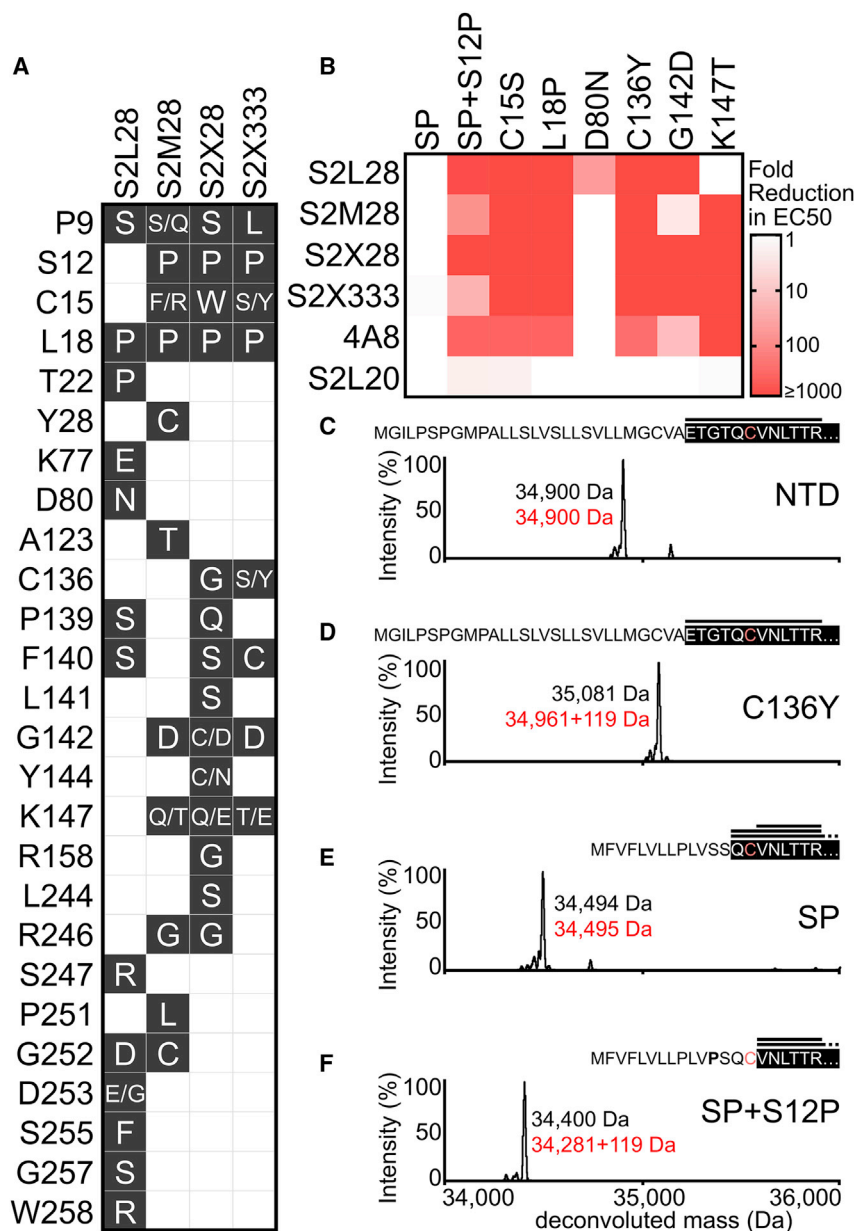 A
S2L28 S2M28 S2X28 S2X333
P9 S S/Q S L
S12 P P P
C15 F/R W S/Y
L18 P P P P
T22 P
Y28 C
K77 E
D80 N
A123 T
C136 G S/Y
P139 S Q
F140 S S C
L141 S
G142 D C/D D
Y144 C/N
K147 Q/T Q/E T/E
R158 G
L244 S
R246 G G
S247 R
P251 L
G252 D C
D253 E/G
S255 F
G257 S
W258 R
B
SP SP+S12P C15S L18P D80N C136Y G142D K147T
S2L28
S2M28
S2X28
S2X333
4A8
S2L20
Fold
Reduction
in EC50
1
10
100
≥1000
C
MGILPSPGMPALLSLVSLLSVLLMGCVAETGTQCVNLTTR...
Intensity (%)
100
50
0
34,900 Da
34,900 Da
NTD
D
MGILPSPGMPALLSLVSLLSVLLMGCVAETGTQCVNLTTR...
Intensity (%)
100
50
0
35,081 Da
34,961+119 Da
C136Y
E
MFVFLVLLPLVSSQCVNLTTR...
Intensity (%)
100
50
0
34,494 Da
34,495 Da
SP
F
MFVFLVLLPLVPSQCVNLTTR...
Intensity (%)
100
50
0
34,400 Da
34,281+119 Da
SP+S12P
34,000 35,000 36,000
deconvoluted mass (Da)